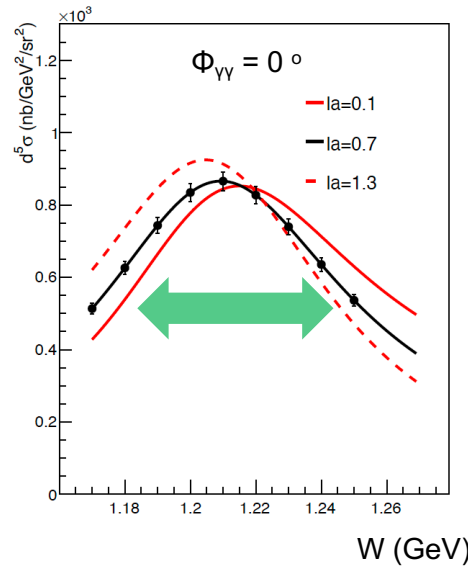 ×10³
d⁵σ (nb/GeV²/sr²)
Φγγ = 0 º
la=0.1
la=0.7
la=1.3
1.2
1
0.8
0.6
0.4
0.2
0
1.18 1.2 1.22 1.24 1.26
W (GeV)